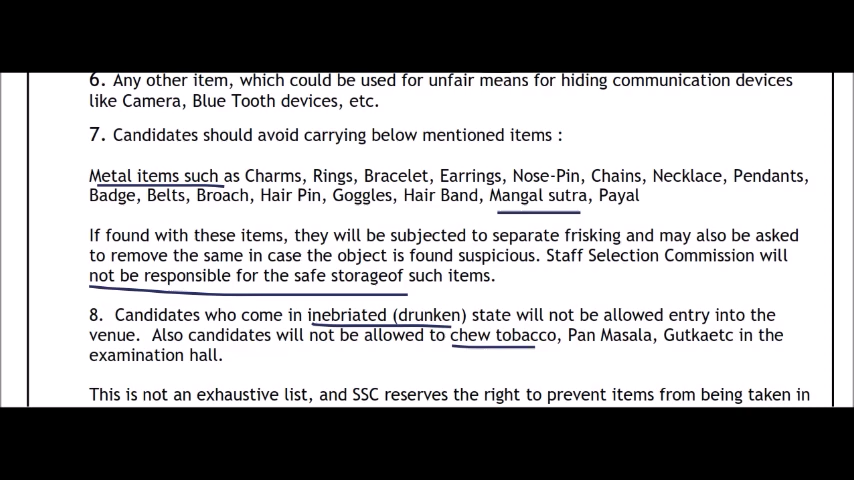 6. Any other item, which could be used for unfair means for hiding communication devices
like Camera, Blue Tooth devices, etc.
7. Candidates should avoid carrying below mentioned items :
Metal items such as Charms, Rings, Bracelet, Earrings, Nose-Pin, Chains, Necklace, Pendants,
Badge, Belts, Broach, Hair Pin, Goggles, Hair Band, Mangal sutra, Payal
If found with these items, they will be subjected to separate frisking and may also be asked
to remove the same in case the object is found suspicious. Staff Selection Commission will
not be responsible for the safe storageof such items.
8. Candidates who come in inebriated (drunken) state will not be allowed entry into the
venue. Also candidates will not be allowed to chew tobacco, Pan Masala, Gutkaetc in the
examination hall.
This is not an exhaustive list, and SSC reserves the right to prevent items from being taken in